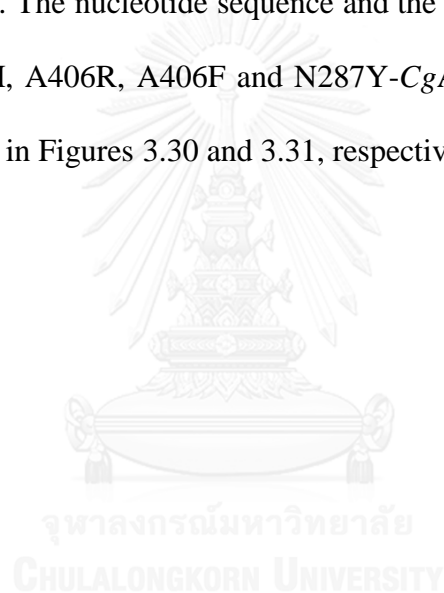 . The nucleotide sequence and the
, A406R, A406F and N287Y-CgA
in Figures 3.30 and 3.31, respectiv
จุฬาลงกรณ์มหาวิทยาลัย
CHULALONGKORN UNIVERSITY